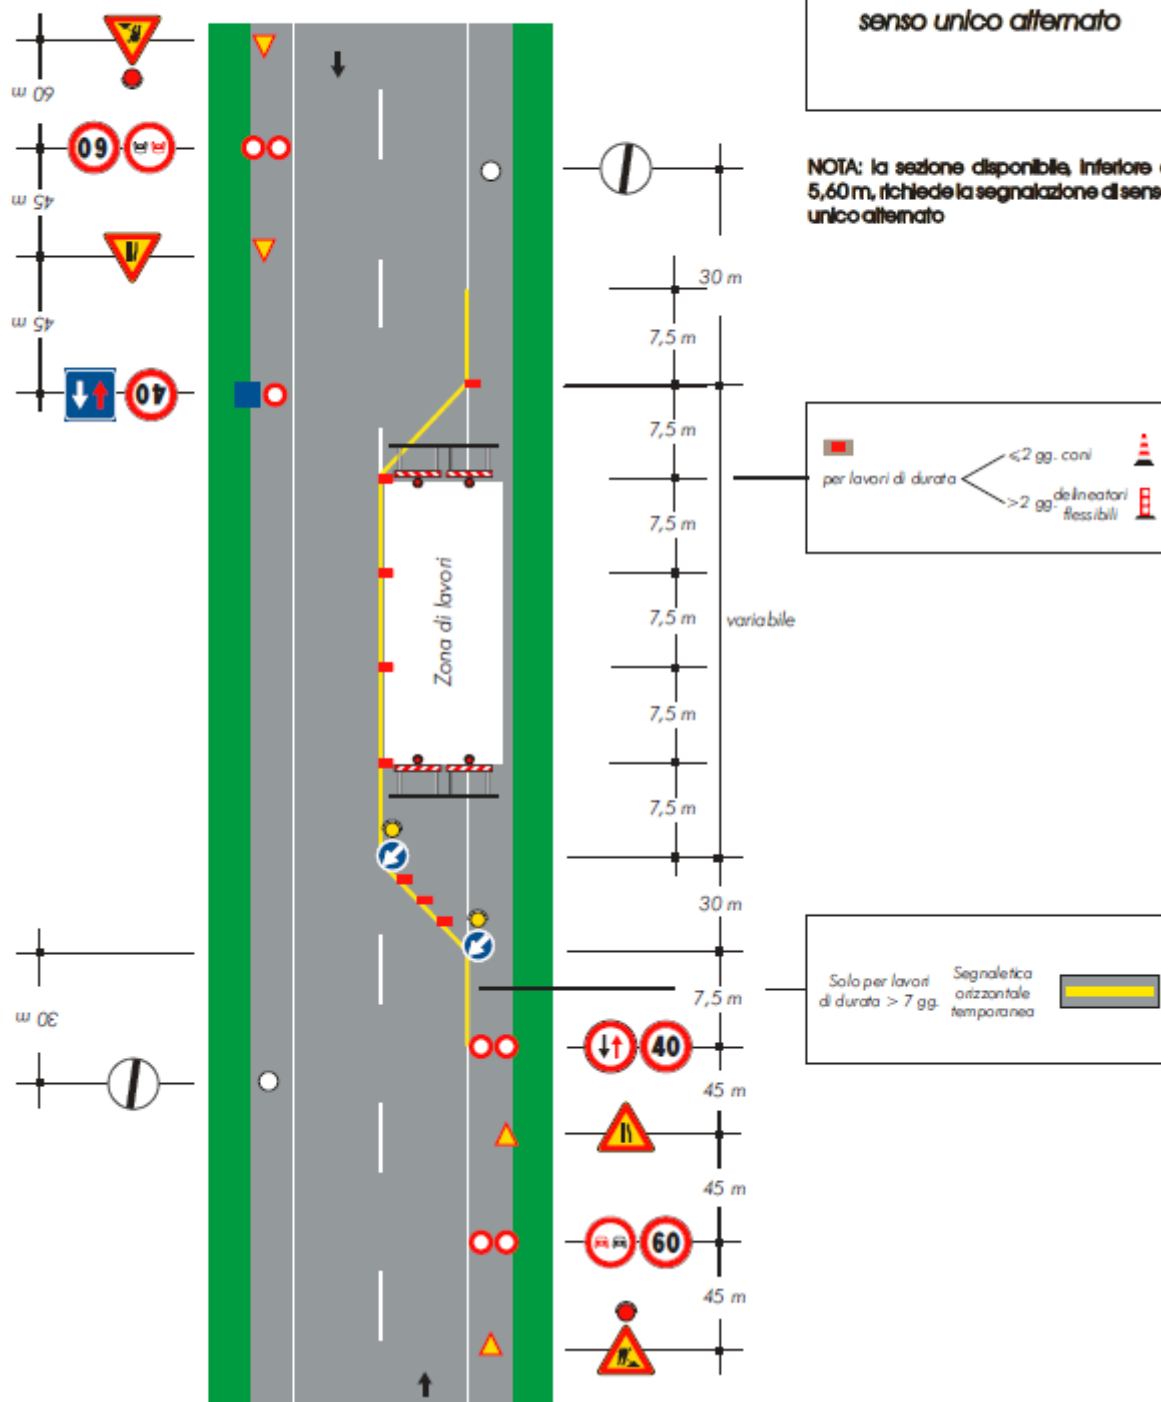 senso unico alternato
60 m
60
NOTA: la sezione disponibile, inferiore
5,60 m, richiede la segnalazione di sens
unico alternato
45 m
30 m
45 m
7,5 m
40
7,5 m
≤2 gg. coni
per lavori di durata
>2 gg. delineatori
flessibili
7,5 m
Zona di lavori
7,5 m
variabile
7,5 m
7,5 m
30 m
Solo per lavori
di durata > 7 gg.
Segnaletica
orizzontale
temporanea
7,5 m
30 m
40
45 m
45 m
60
45 m